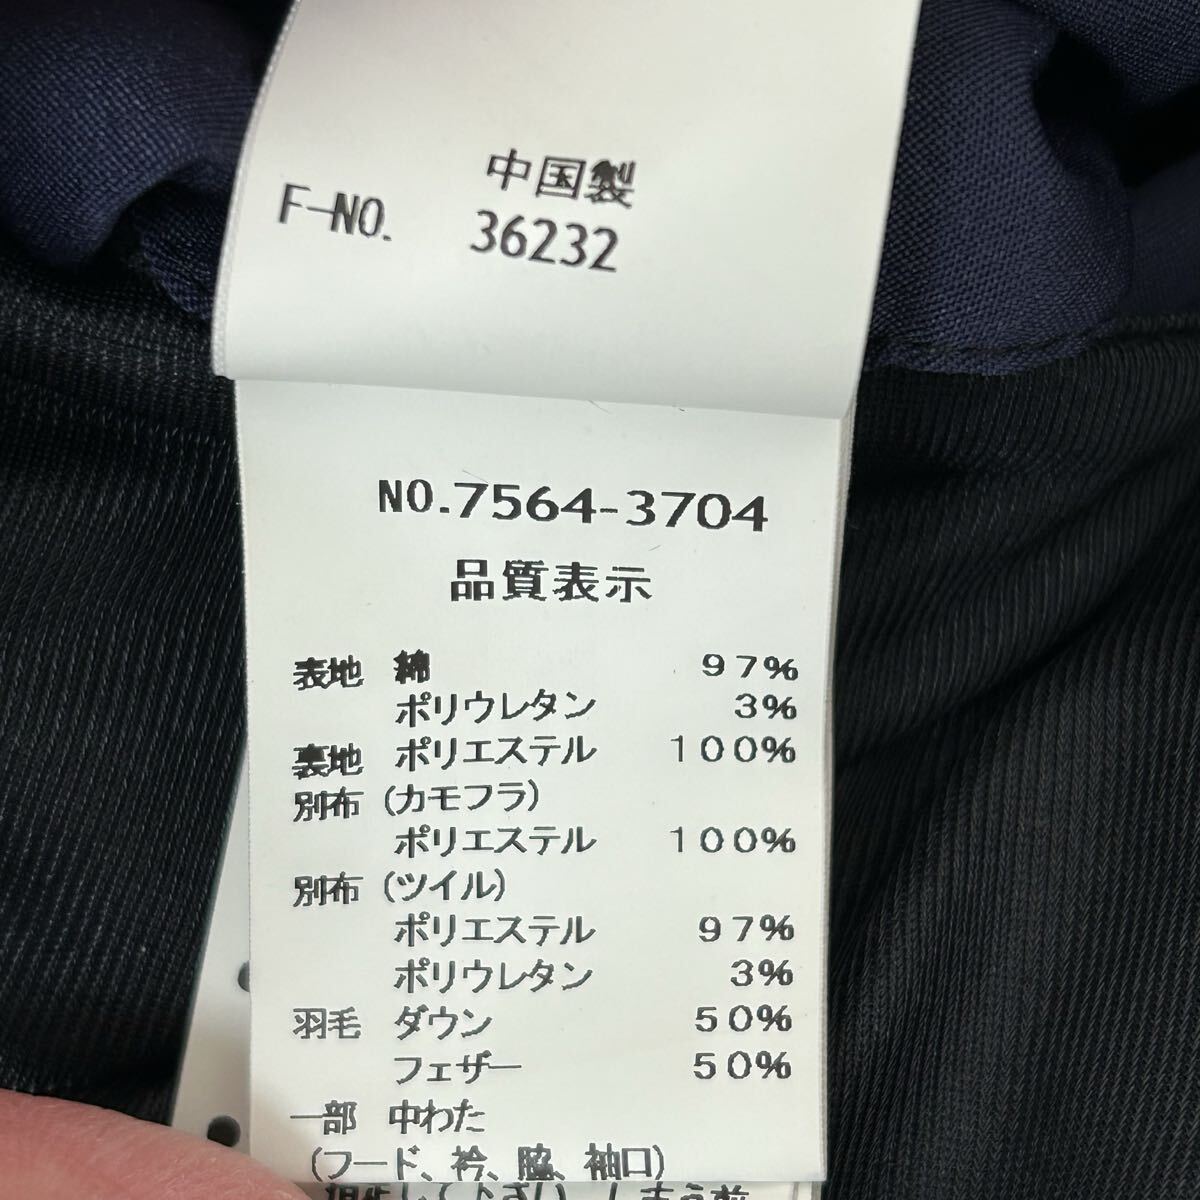 中国製
F-NO. 36232
NO.7564-3704
品質表示
表地 綿 97%
ポリウレタン 3%
裏地 ポリエステル 100%
別布 (カモフラ)
ポリエステル 100%
別布 (ツイル)
ポリエステル 97%
ポリウレタン 3%
羽毛 ダウン 50%
フェザー 50%
一部 中わた
(フード、衿、脇、袖口)